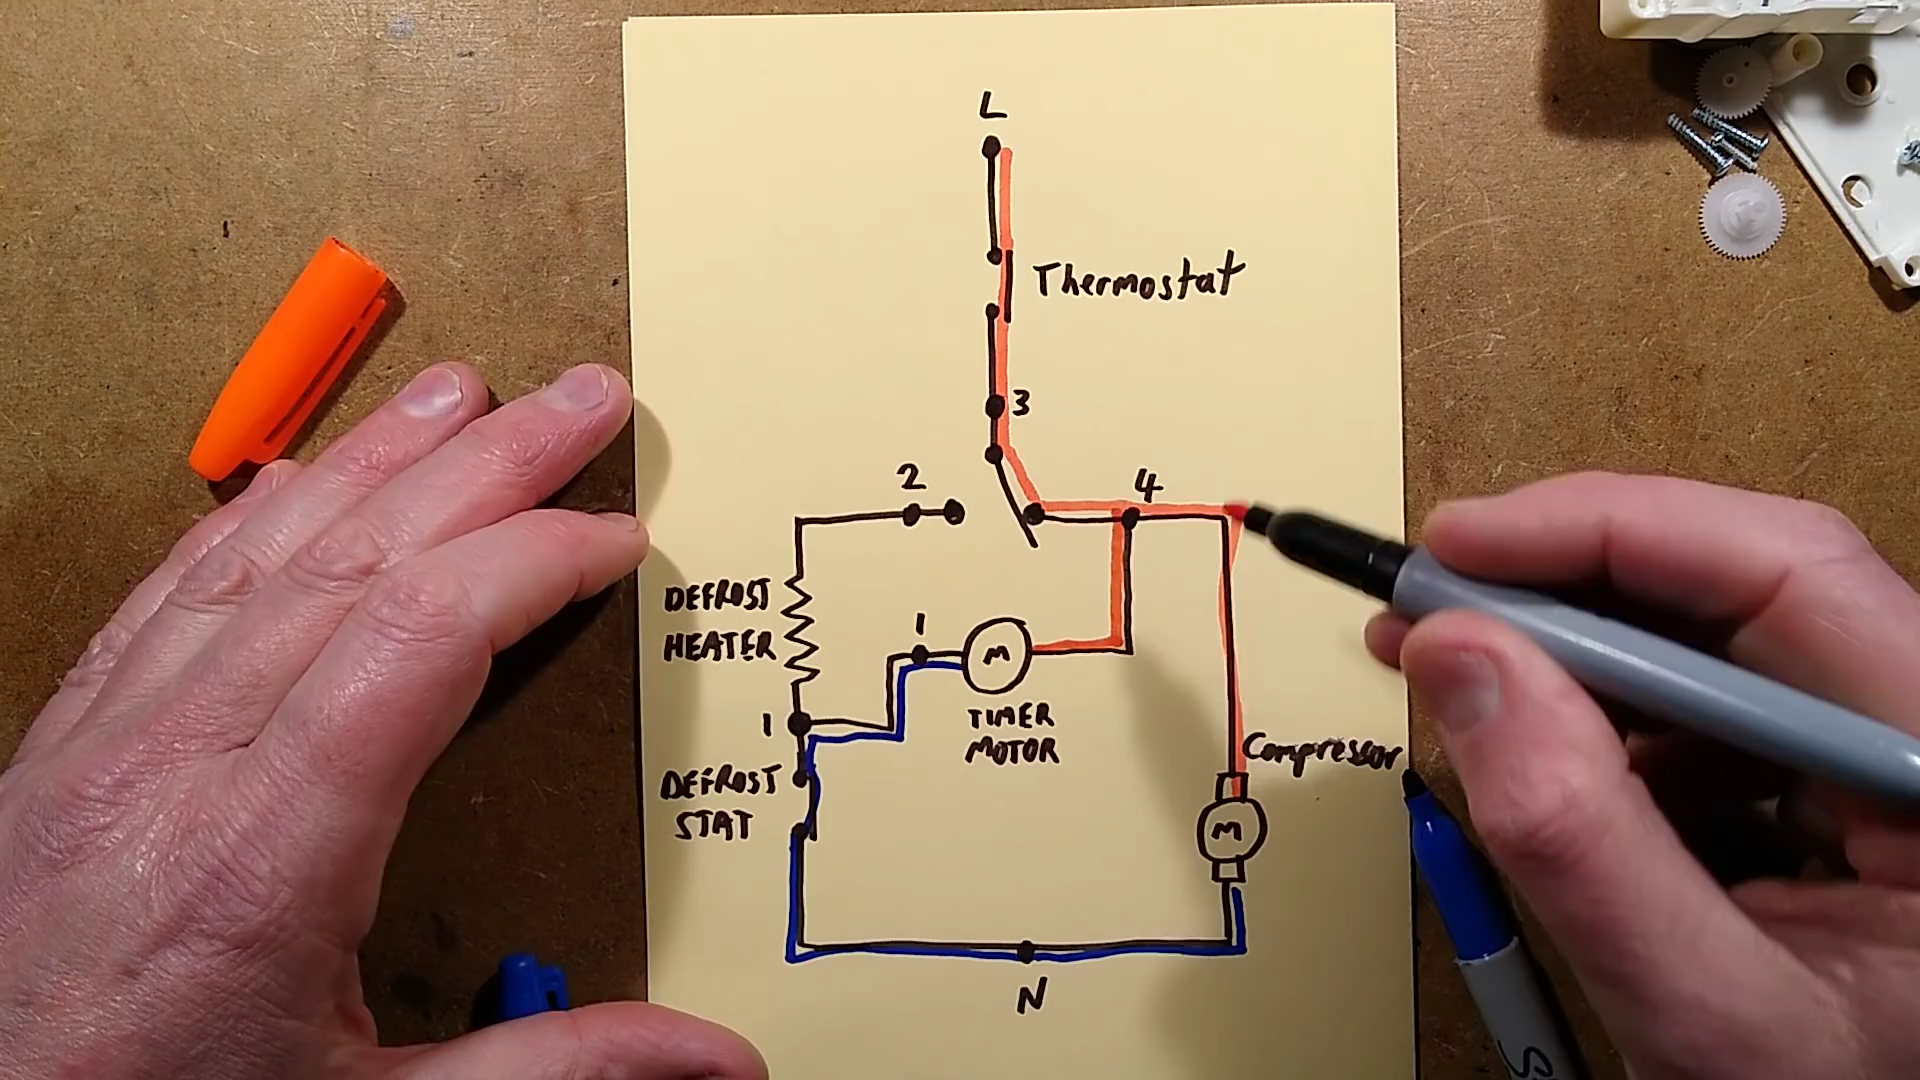 L
Thermostat
3
2
4
DEFROST
HEATER
1
M
1
TIMER
MOTOR
Compressor
DEFROST
STAT
M
N